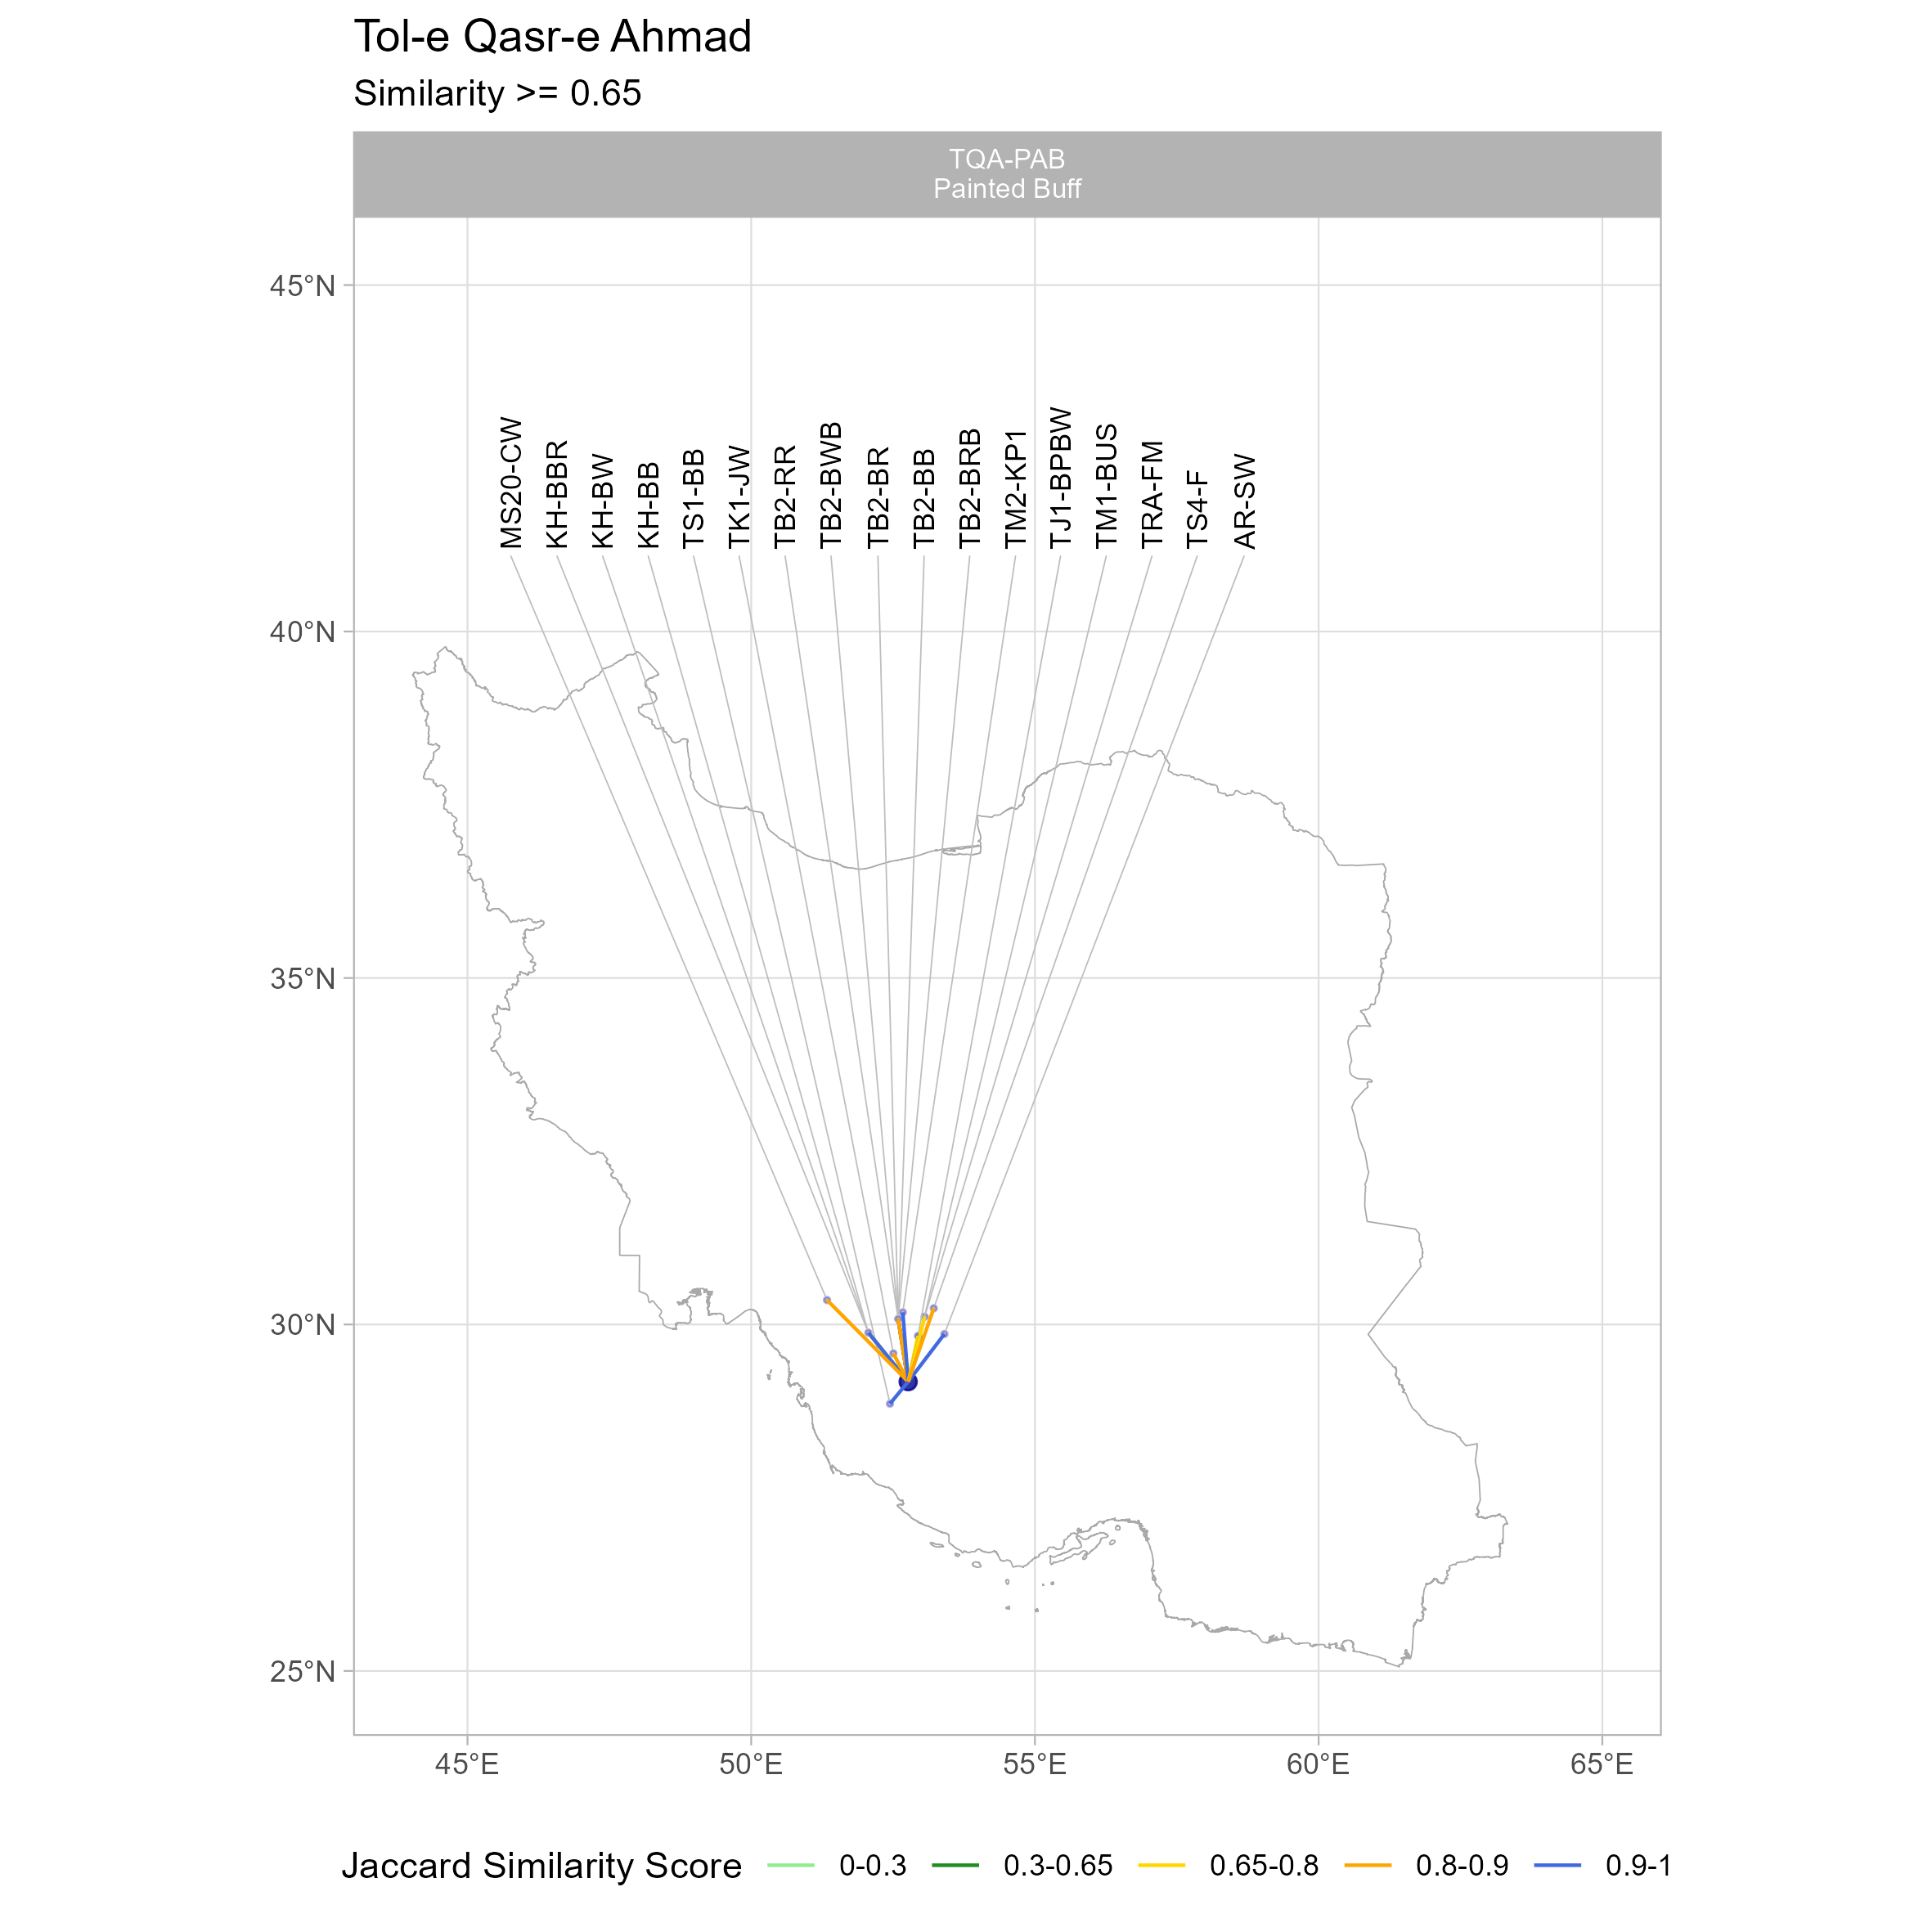 Tol-e Qasr-e Ahmad
Similarity >= 0.65
TQA-PAB
Painted Buff
45°N
40°N
35°N
30°N
25°N
MS20-CW
KH-BBR
KH-BW
KH-BB
TS1-BB
TK1-JW
TB2-RR
TB2-BWB
TB2-BR
TB2-BB
TB2-BRB
TM2-KP1
TJ1-BPBW
TM1-BUS
TRA-FM
TS4-F
AR-SW
45°E 50°E 55°E 60°E 65°E
Jaccard Similarity Score 0-0.3 0.3-0.65 0.65-0.8 0.8-0.9 0.9-1